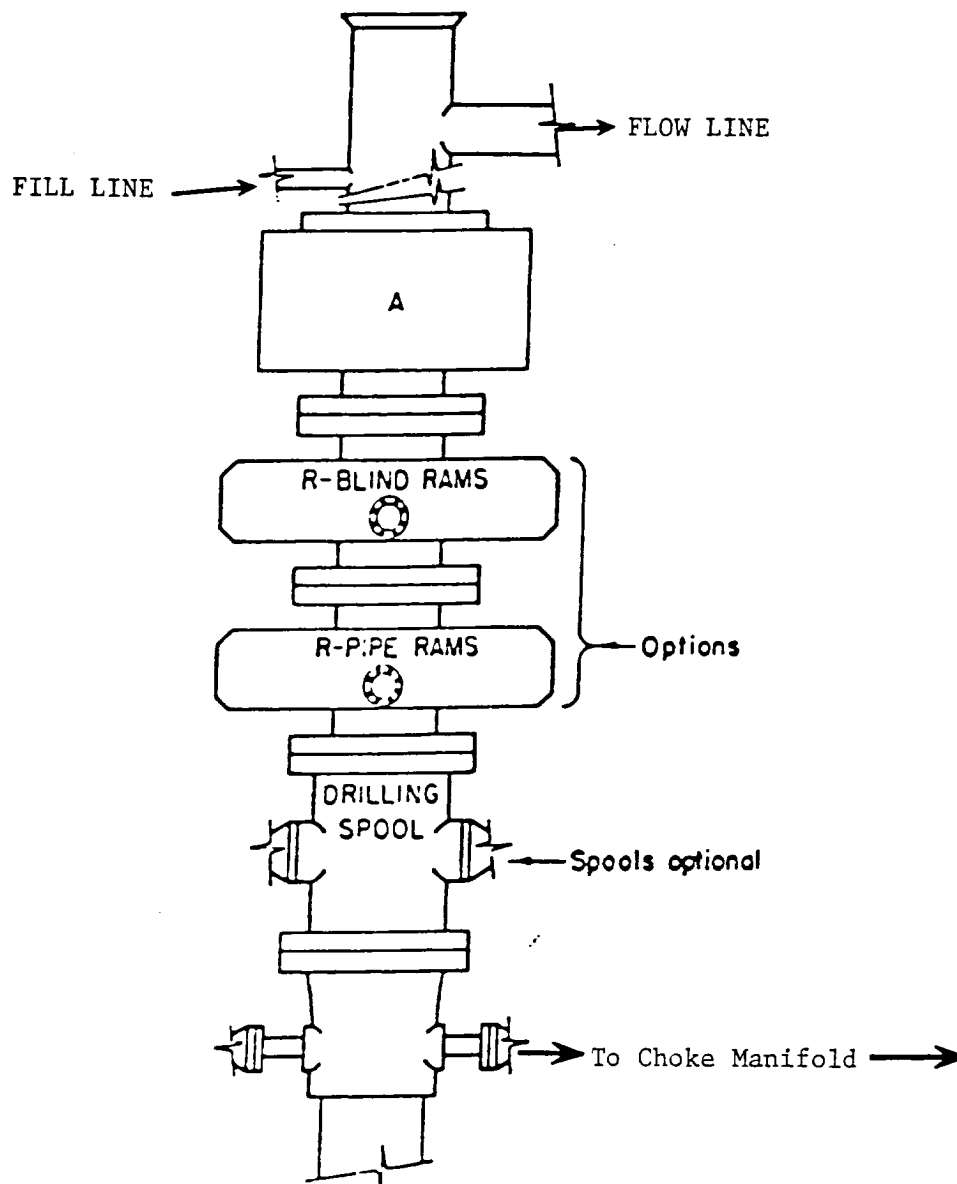 FLOW LINE
FILL LINE
A
R-BLIND RAMS
R-PIPE RAMS
Options
DRILLING
SPOOL
Spools optional
To Choke Manifold